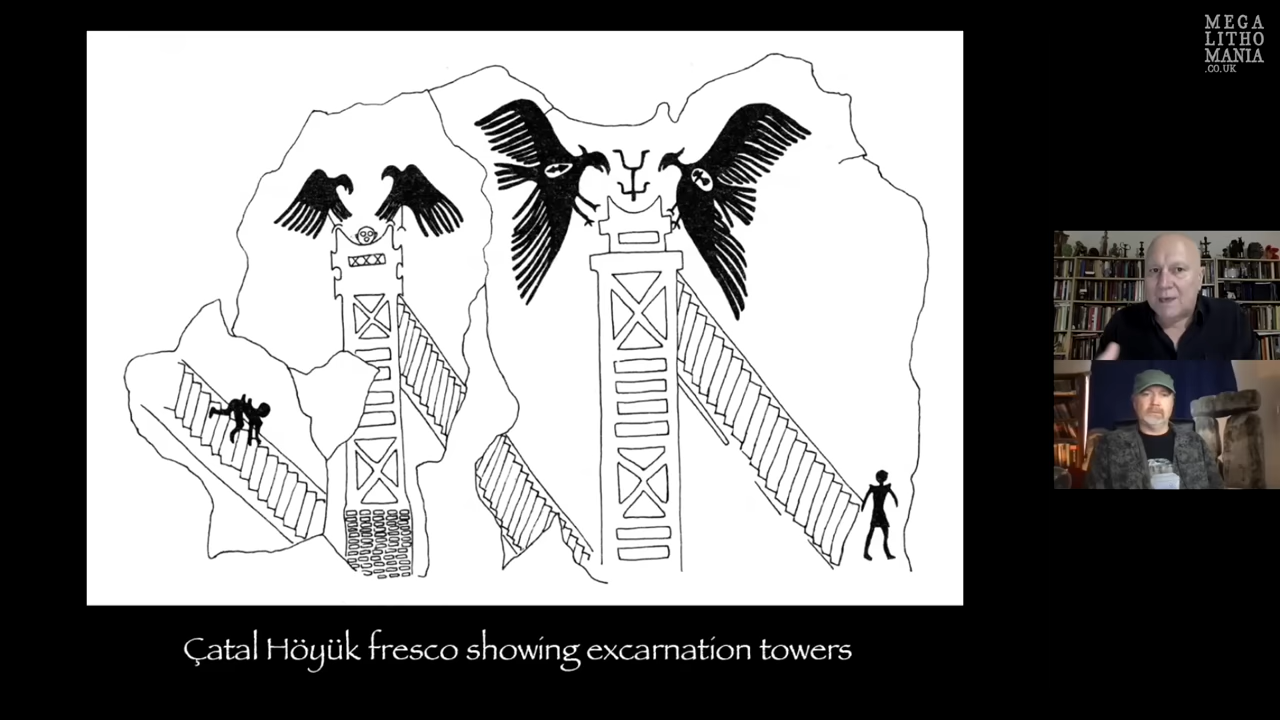 MEGA
LITHO
MANIA
.CO.UK
Çatal Höyük fresco showing excarnation towers